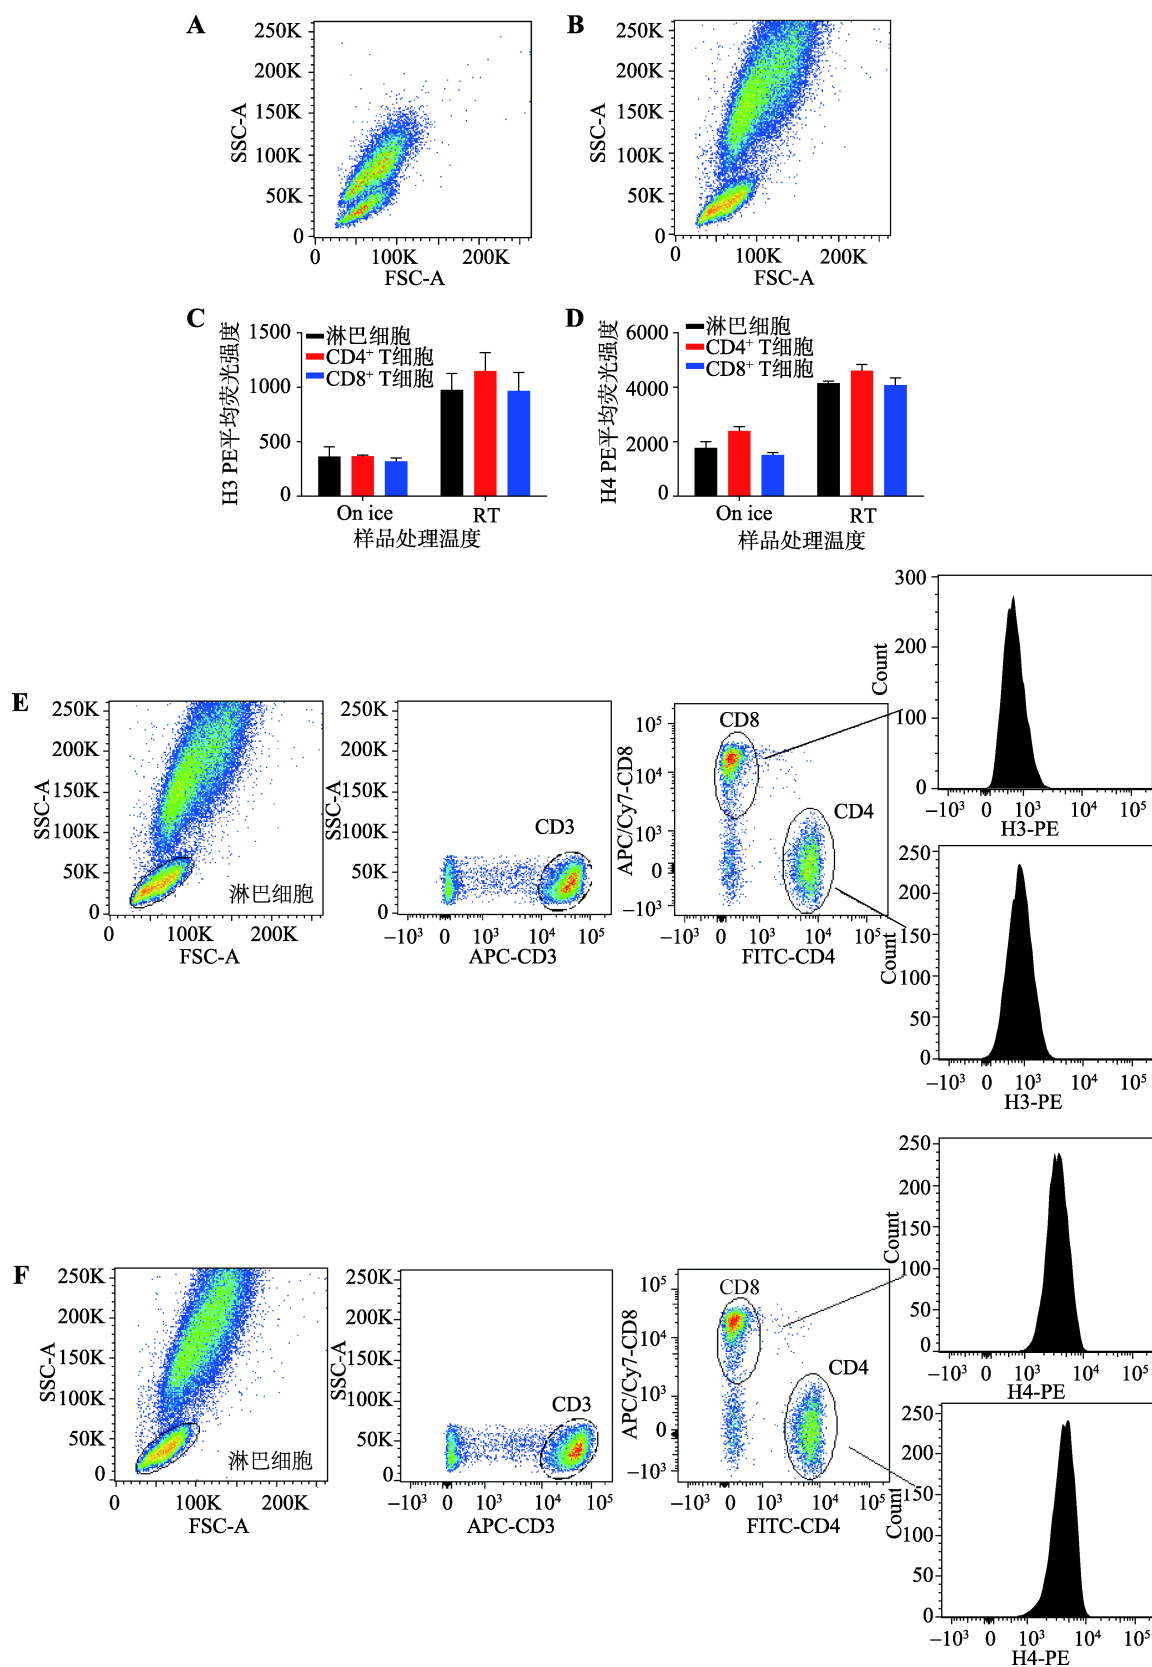 A
250K
200K
150K
100K
50K
0
SSC-A
0
100K
200K
FSC-A
B
250K
200K
150K
100K
50K
0
SSC-A
0
100K
200K
FSC-A
C
H3 PE平均荧光强度
1500
1000
500
0
淋巴细胞
CD4⁺ T细胞
CD8⁺ T细胞
On ice
RT
样品处理温度
D
H4 PE平均荧光强度
6000
4000
2000
0
淋巴细胞
CD4⁺ T细胞
CD8⁺ T细胞
On ice
RT
样品处理温度
E
250K
200K
150K
100K
50K
0
SSC-A
淋巴细胞
0
100K
200K
FSC-A
250K
200K
150K
100K
50K
0
SSC-A
CD3
−10³ 0 10³ 10⁴ 10⁵
APC-CD3
10⁵
10⁴
10³
0
−10³
APC/Cy7-CD8
CD8
CD4
−10³ 0 10³ 10⁴ 10⁵
FITC-CD4
300
200
100
0
Count
−10³ 0 10³ 10⁴ 10⁵
H3-PE
250
200
150
100
50
0
Count
−10³ 0 10³ 10⁴ 10⁵
H3-PE
F
250K
200K
150K
100K
50K
0
SSC-A
淋巴细胞
0
100K
200K
FSC-A
250K
200K
150K
100K
50K
0
SSC-A
CD3
−10³ 0 10³ 10⁴ 10⁵
APC-CD3
10⁵
10⁴
10³
0
−10³
APC/Cy7-CD8
CD8
CD4
−10³ 0 10³ 10⁴ 10⁵
FITC-CD4
250
200
150
100
50
0
Count
−10³ 0 10³ 10⁴ 10⁵
H4-PE
250
200
150
100
50
0
Count
−10³ 0 10³ 10⁴ 10⁵
H4-PE